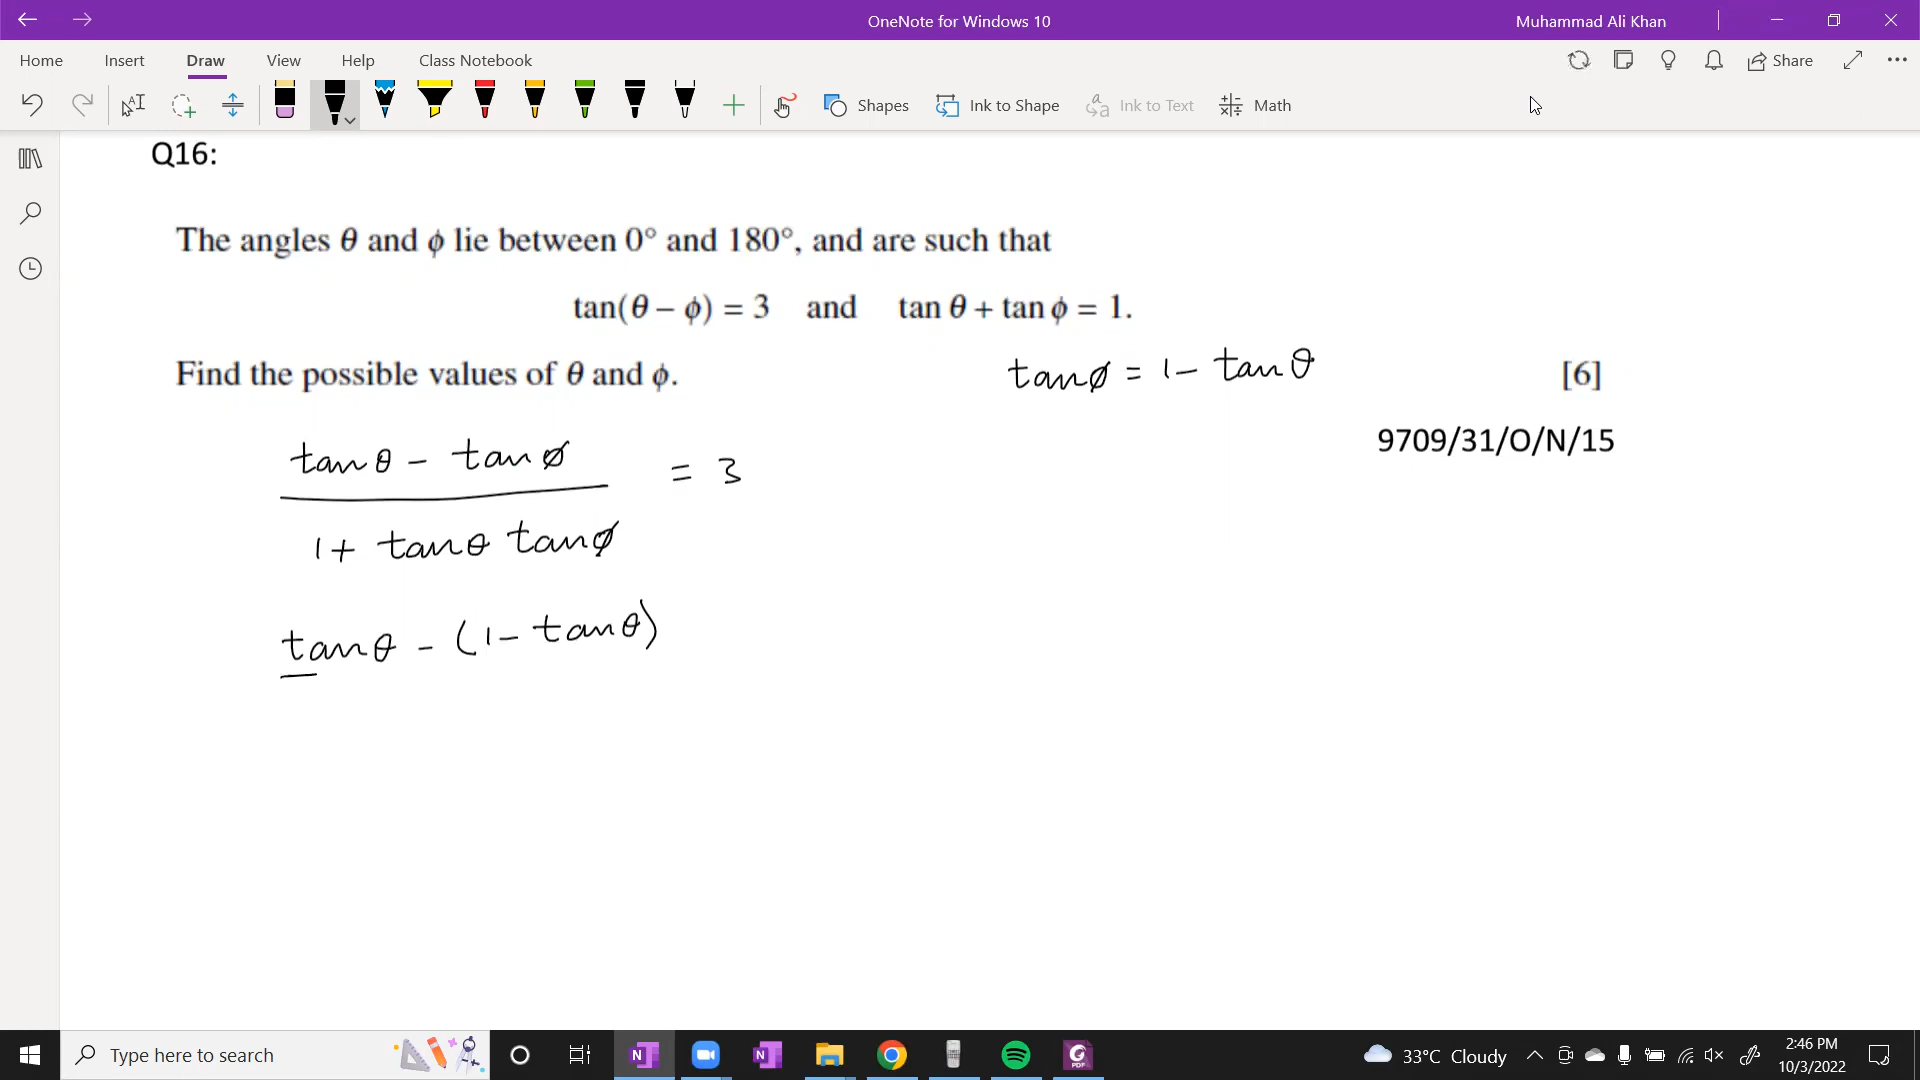 OneNote for Windows 10
Muhammad Ali Khan
Home Insert Draw View Help Class Notebook
Share
Shapes Ink to Shape Ink to Text Math
Q16:
The angles θ and ϕ lie between 0° and 180°, and are such that
tan(θ − ϕ) = 3 and tan θ + tan ϕ = 1.
Find the possible values of θ and ϕ. [6]
tanϕ = 1 - tanθ
9709/31/O/N/15
tanθ - tanϕ
= 3
1 + tanθ tanϕ
tanθ - (1 - tanθ)
Type here to search
33°C Cloudy
2:46 PM
10/3/2022